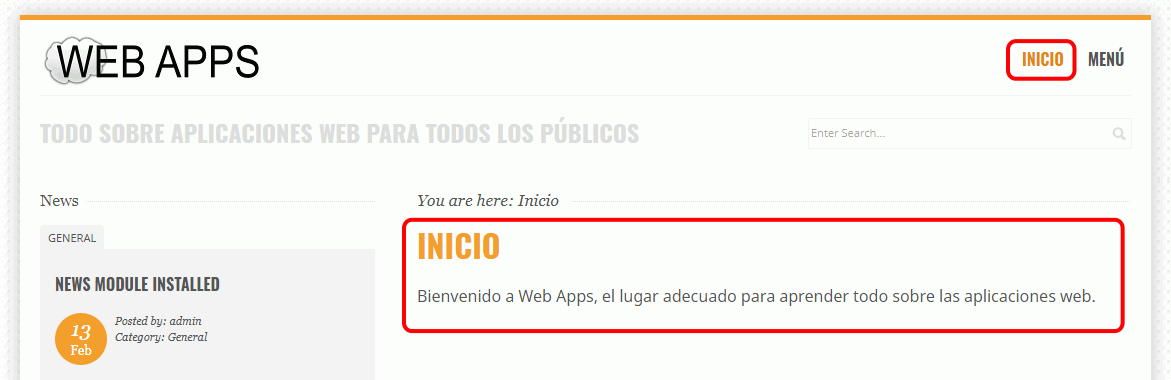 WEB APPS
INICIO MENÚ
TODO SOBRE APLICACIONES WEB PARA TODOS LOS PÚBLICOS
Enter Search...
News
GENERAL
NEWS MODULE INSTALLED
13
Feb
Posted by: admin
Category: General
You are here: Inicio
INICIO
Bienvenido a Web Apps, el lugar adecuado para aprender todo sobre las aplicaciones web.